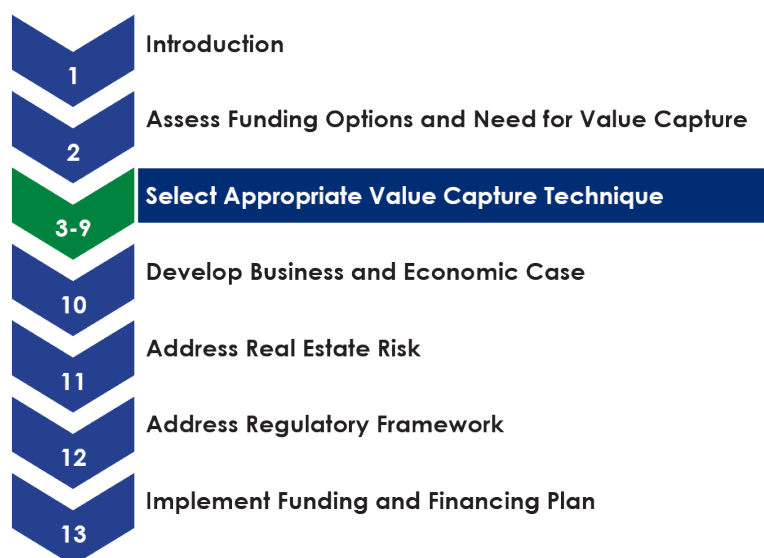 Introduction
1
Assess Funding Options and Need for Value Capture
2
Select Appropriate Value Capture Technique
3-9
Develop Business and Economic Case
10
Address Real Estate Risk
11
Address Regulatory Framework
12
Implement Funding and Financing Plan
13